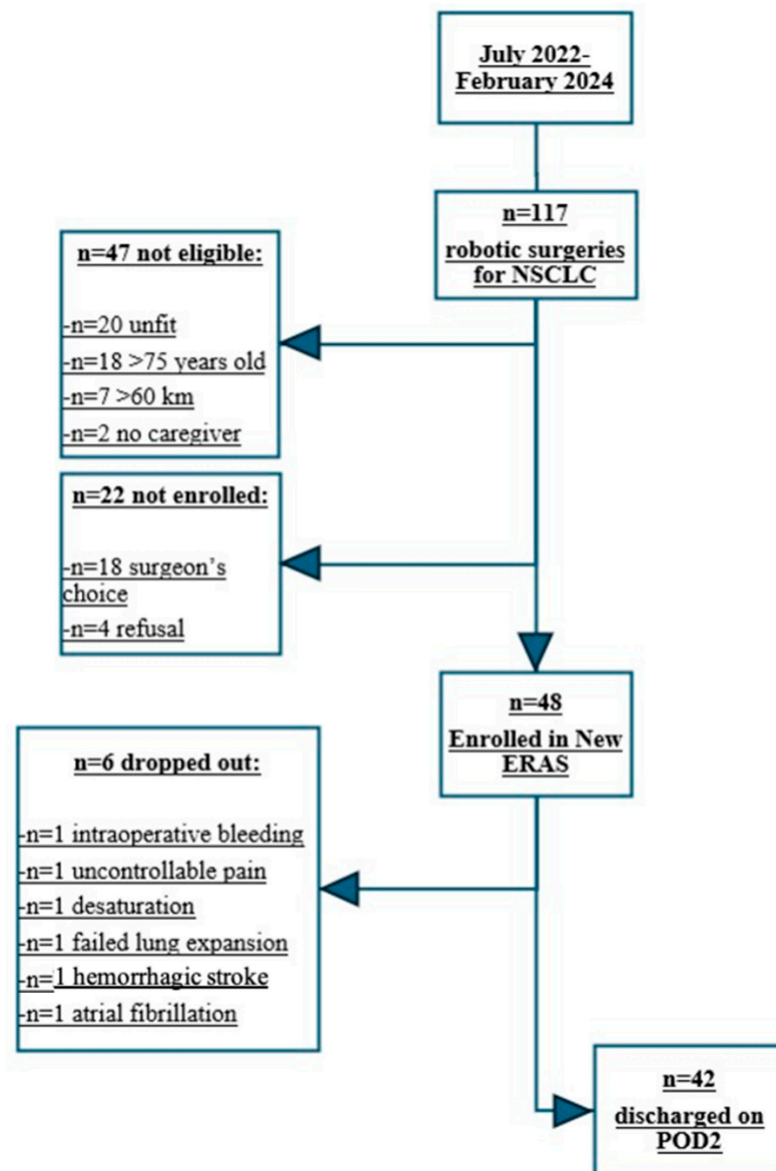 July 2022-
February 2024
n=117
robotic surgeries
for NSCLC
n=47 not eligible:
-n=20 unfit
-n=18 >75 years old
-n=7 >60 km
-n=2 no caregiver
n=22 not enrolled:
-n=18 surgeon’s
choice
-n=4 refusal
n=48
Enrolled in New
ERAS
n=6 dropped out:
-n=1 intraoperative bleeding
-n=1 uncontrollable pain
-n=1 desaturation
-n=1 failed lung expansion
-n=1 hemorrhagic stroke
-n=1 atrial fibrillation
n=42
discharged on
POD2